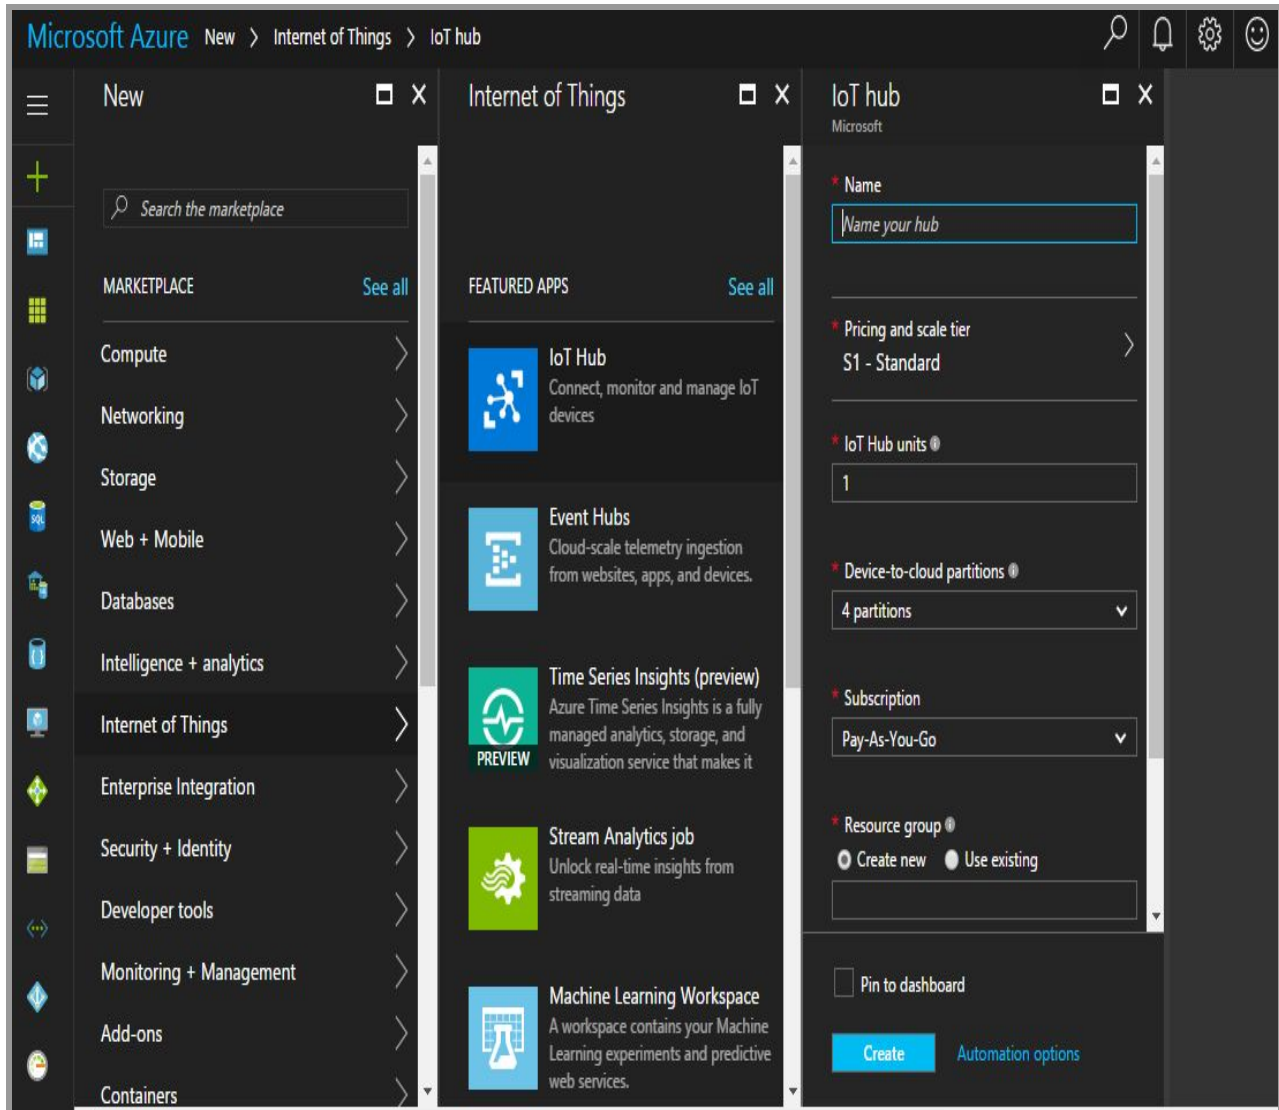 Microsoft Azure New > Internet of Things > IoT hub
New
Search the marketplace
MARKETPLACE See all
Compute
Networking
Storage
Web + Mobile
Databases
Intelligence + analytics
Internet of Things
Enterprise Integration
Security + Identity
Developer tools
Monitoring + Management
Add-ons
Containers
SQL
Internet of Things
FEATURED APPS See all
IoT Hub
Connect, monitor and manage IoT
devices
Event Hubs
Cloud-scale telemetry ingestion
from websites, apps, and devices.
Time Series Insights (preview)
Azure Time Series Insights is a fully
managed analytics, storage, and
visualization service that makes it
PREVIEW
Stream Analytics job
Unlock real-time insights from
streaming data
Machine Learning Workspace
A workspace contains your Machine
Learning experiments and predictive
web services.
IoT hub
Microsoft
* Name
Name your hub
* Pricing and scale tier
S1 - Standard
* IoT Hub units
1
* Device-to-cloud partitions
4 partitions
* Subscription
Pay-As-You-Go
* Resource group
Create new Use existing
Pin to dashboard
Create Automation options